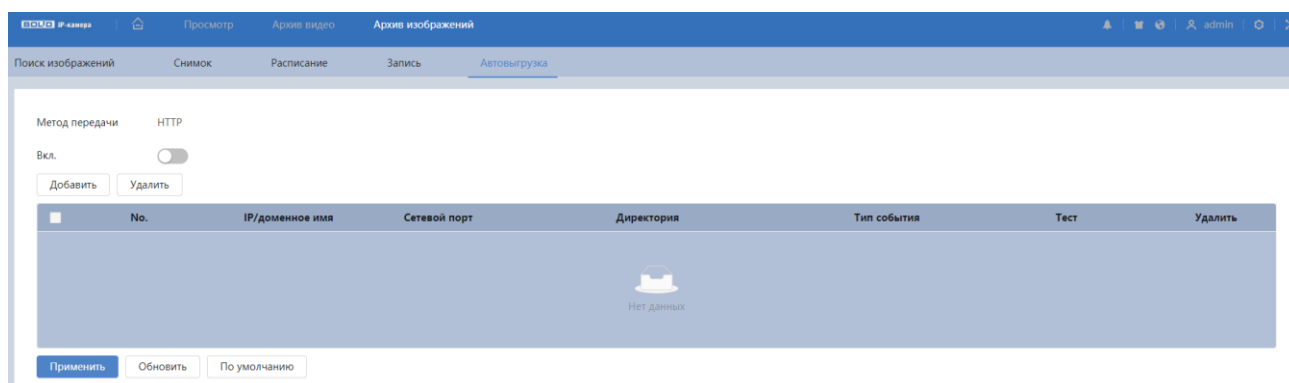 BOLID IP-камера Просмотр Архив видео Архив изображений admin
Поиск изображений Снимок Расписание Запись Автовыгрузка
Метод передачи HTTP
Вкл.
Добавить Удалить
No. IP/доменное имя Сетевой порт Директория Тип события Тест Удалить
Нет данных
Применить Обновить По умолчанию